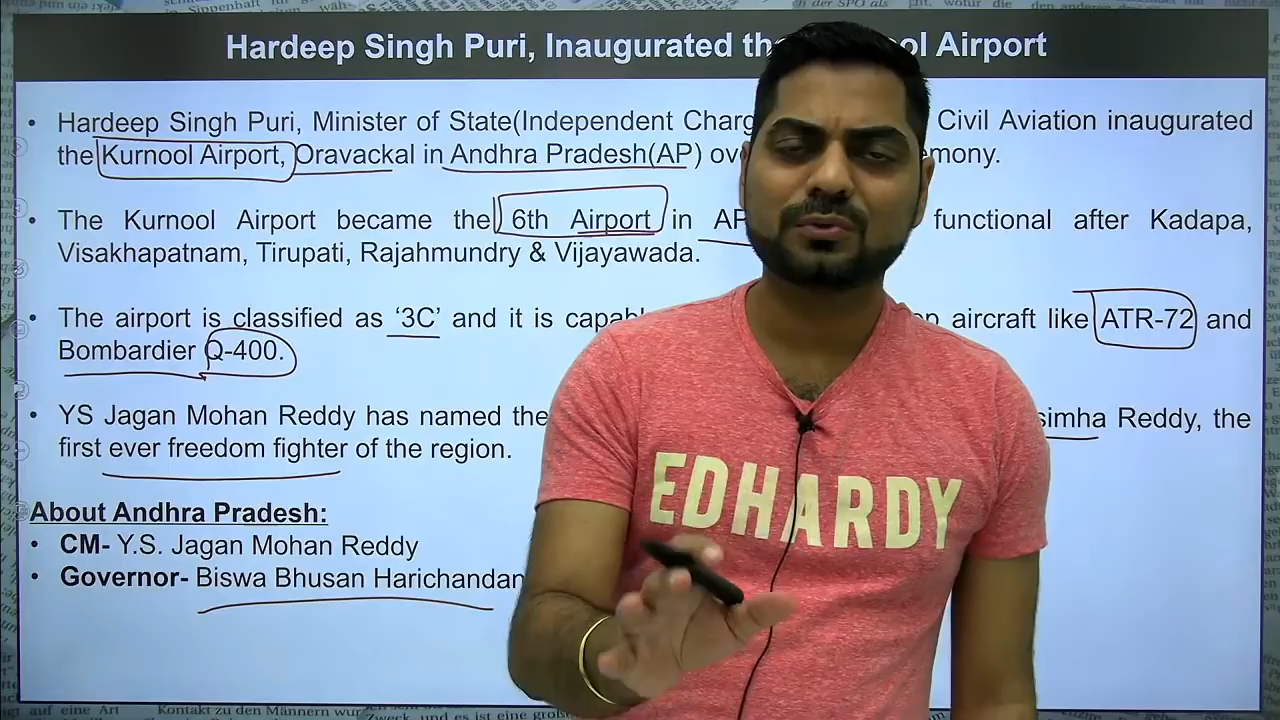 Hardeep Singh Puri, Inaugurated the ol Airport
• Hardeep Singh Puri, Minister of State(Independent Charg Civil Aviation inaugurated
the Kurnool Airport, Oravackal in Andhra Pradesh(AP) ov emony.
• The Kurnool Airport became the 6th Airport in AP functional after Kadapa,
Visakhapatnam, Tirupati, Rajahmundry & Vijayawada.
• The airport is classified as ‘3C’ and it is capabl op aircraft like ATR-72 and
Bombardier Q-400.
• YS Jagan Mohan Reddy has named the simha Reddy, the
first ever freedom fighter of the region.
About Andhra Pradesh:
• CM- Y.S. Jagan Mohan Reddy
• Governor- Biswa Bhusan Harichandan
EDHARDY